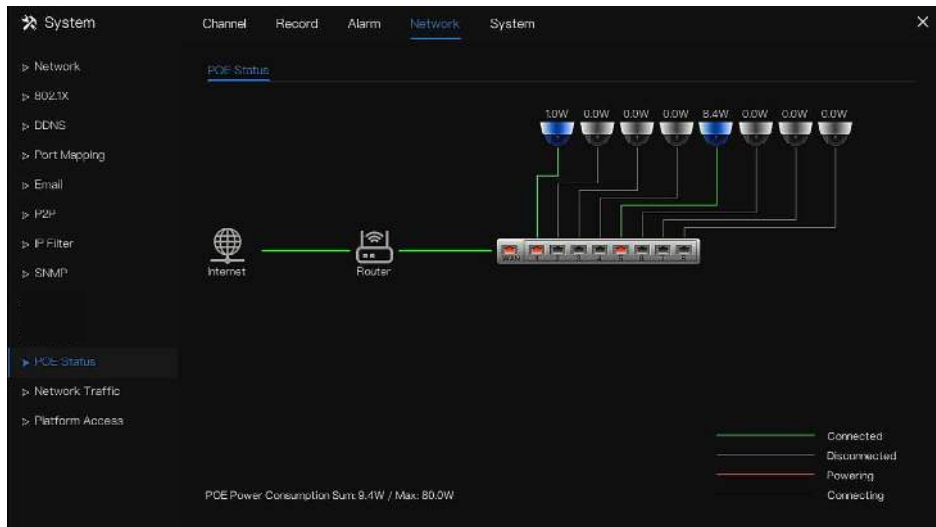 System
Channel Record Alarm Network System
Network
802.1X
DDNS
Port Mapping
Email
P2P
IP Filter
SNMP
POE Status
Network Traffic
Platform Access
POE Status
1.0W 0.0W 0.0W 0.0W 8.4W 0.0W 0.0W 0.0W
WAN 1 2 3 4 5 6 7 8
Internet
Router
Connected
Disconnected
Powering
Connecting
POE Power Consumption Sum: 9.4W / Max: 80.0W